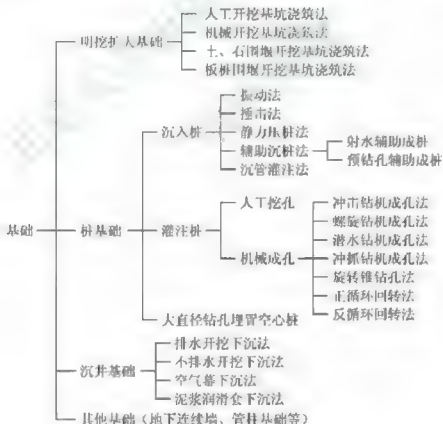 人工开挖基坑浇筑法
明挖扩大基础
机械开挖基坑浇筑法
土、石围堰开挖基坑浇筑法
板桩围堰开挖基坑浇筑法
振动法
捶击法
沉入桩
静力压桩法
射水辅助成桩
辅助沉桩法
预钻孔辅助成桩
沉管灌注法
人工挖孔
冲击钻机成孔法
螺旋钻机成孔法
潜水钻机成孔法
基础
桩基础
灌注桩
机械成孔
冲抓钻机成孔法
旋转锥钻孔法
正循环回转法
反循环回转法
大直径钻孔埋置空心桩
排水开挖下沉法
沉井基础
不排水开挖下沉法
空气幕下沉法
泥浆润滑套下沉法
其他基础（地下连续墙、管柱基础等）